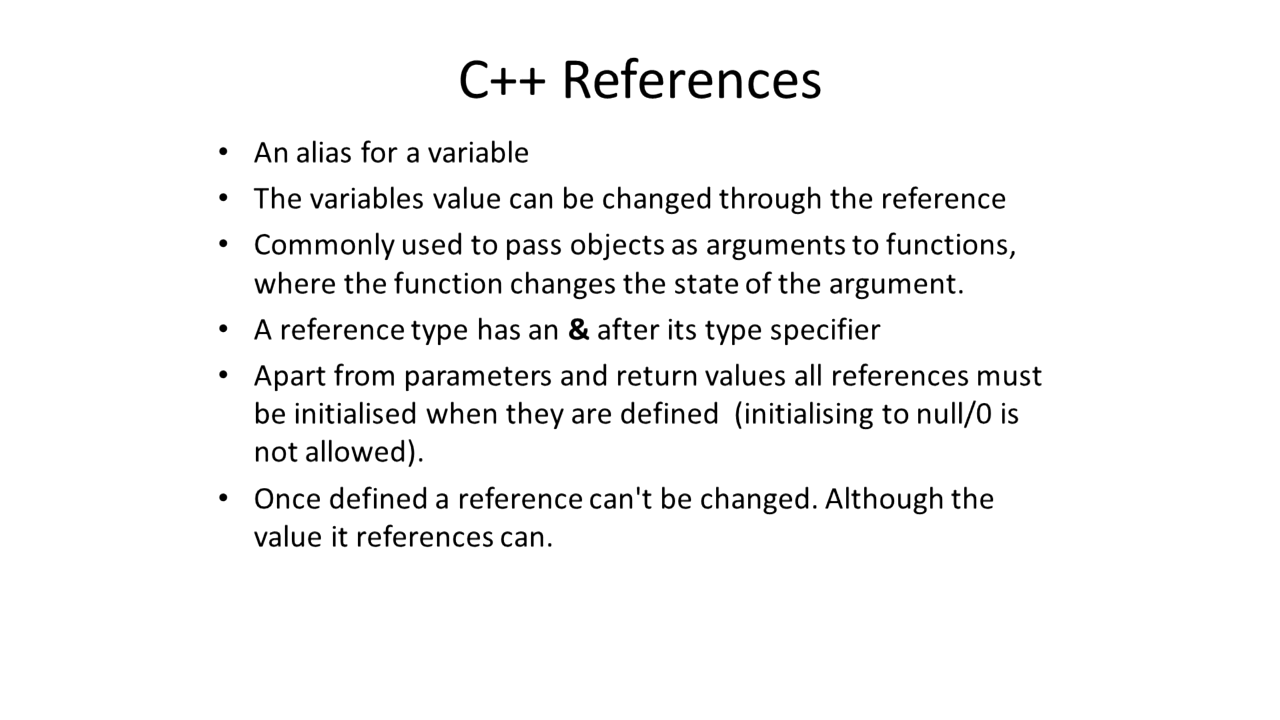 C++ References
• An alias for a variable
• The variables value can be changed through the reference
• Commonly used to pass objects as arguments to functions,
where the function changes the state of the argument.
• A reference type has an & after its type specifier
• Apart from parameters and return values all references must
be initialised when they are defined  (initialising to null/0 is
not allowed).
• Once defined a reference can't be changed. Although the
value it references can.